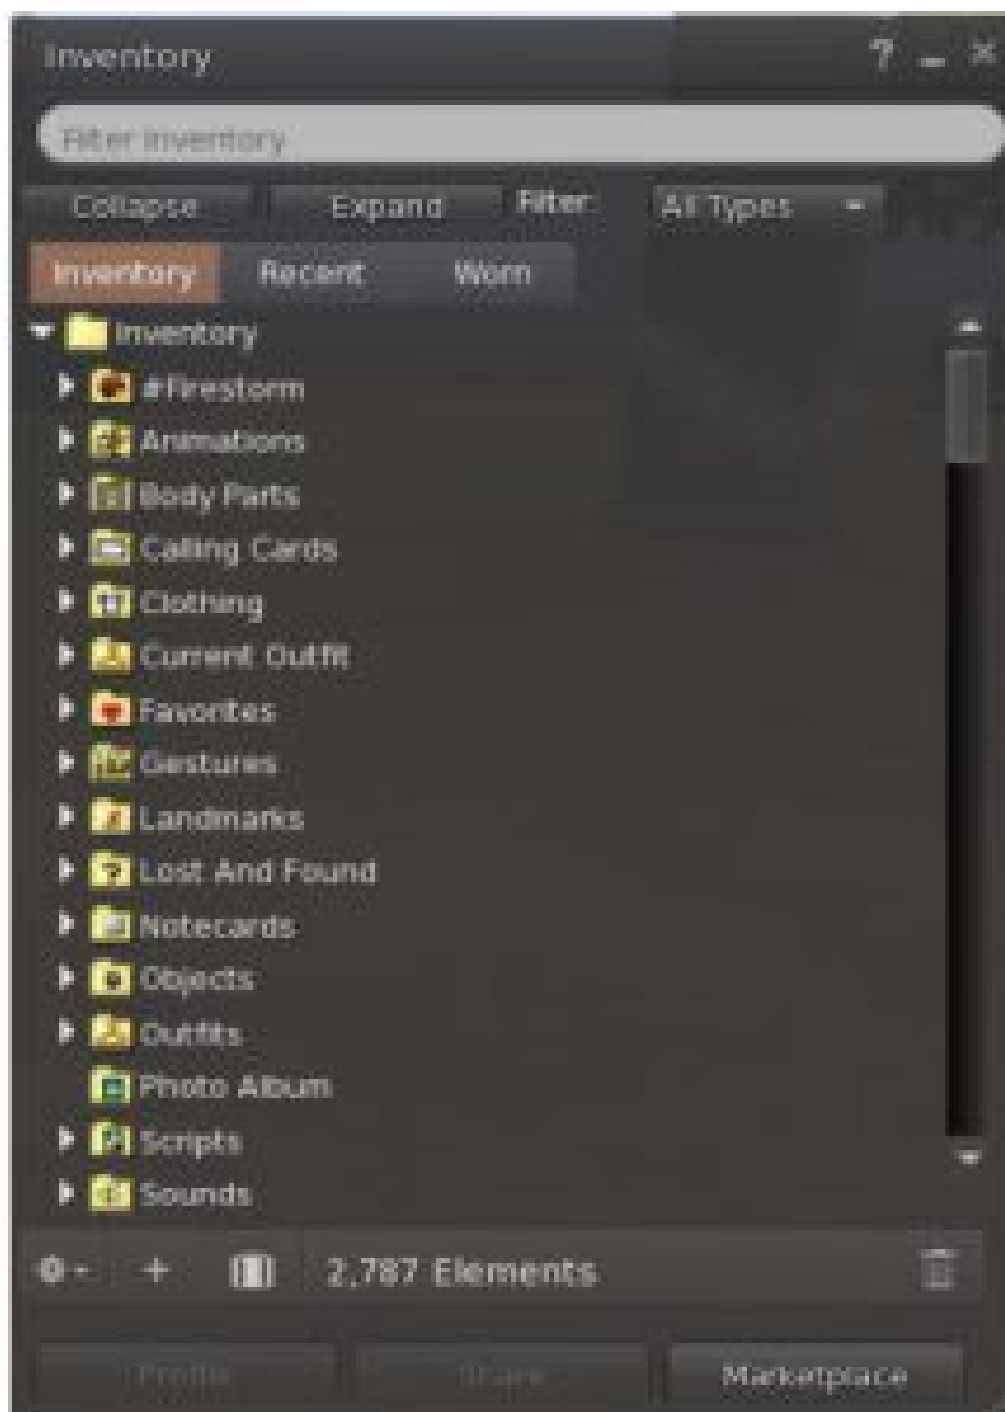 Inventory ? _ ×
Filter Inventory
Collapse Expand Filter: All Types
Inventory Recent Worn
Inventory
#Firestorm
Animations
Body Parts
Calling Cards
Clothing
Current Outfit
Favorites
Gestures
Landmarks
Lost And Found
Notecards
Objects
Outfits
Photo Album
Scripts
Sounds
+ 2,787 Elements
Profile Share Marketplace